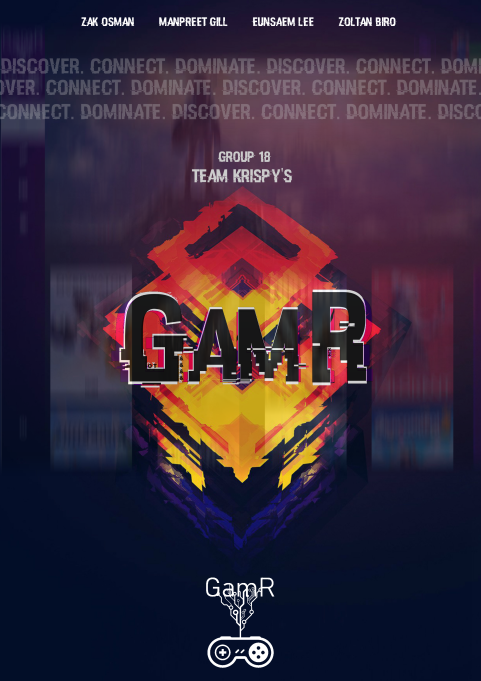 ZAK OSMAN MANPREET GILL EUNSAEM LEE ZOLTAN BIRO
DISCOVER. CONNECT. DOMINATE. DISCOVER. CONNECT. DOMI
OVER. CONNECT. DOMINATE. DISCOVER. CONNECT. DOMINATE.
CONNECT. DOMINATE. DISCOVER. CONNECT. DOMINATE. DISCO
GROUP 18
TEAM KRISPY'S
GAMR
GamR